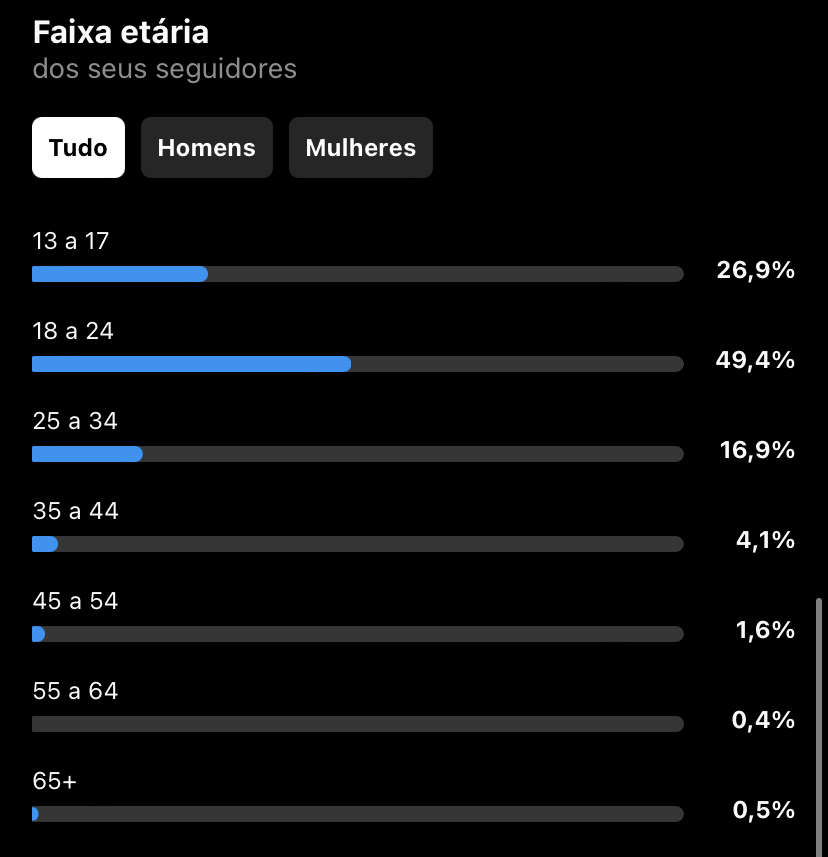 Faixa etária
dos seus seguidores
Tudo Homens Mulheres
13 a 17
26,9%
18 a 24
49,4%
25 a 34
16,9%
35 a 44
4,1%
45 a 54
1,6%
55 a 64
0,4%
65+
0,5%